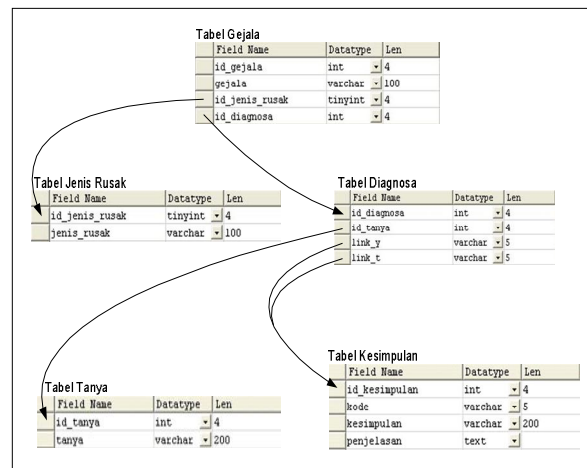 Tabel Gejala
Field Name Datatype Len
id_gejala int 4
gejala varchar 100
id_jenis_rusak tinyint 4
id_diagnosa int 4
Tabel Jenis Rusak
Field Name Datatype Len
id_jenis_rusak tinyint 4
jenis_rusak varchar 100
Tabel Diagnosa
Field Name Datatype Len
id_diagnosa int 4
id_tanya int 4
link_y varchar 5
link_t varchar 5
Tabel Tanya
Field Name Datatype Len
id_tanya int 4
tanya varchar 200
Tabel Kesimpulan
Field Name Datatype Len
id_kesimpulan int 4
kode varchar 5
kesimpulan varchar 200
penjelasan text